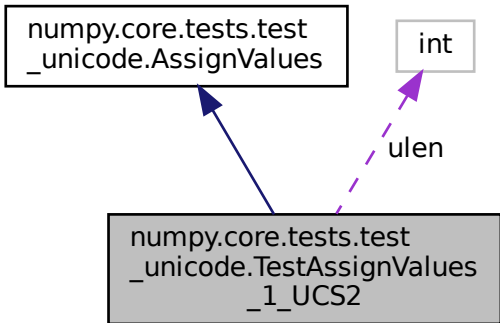 numpy.core.tests.test
_unicode.AssignValues
int
ulen
numpy.core.tests.test
_unicode.TestAssignValues
_1_UCS2